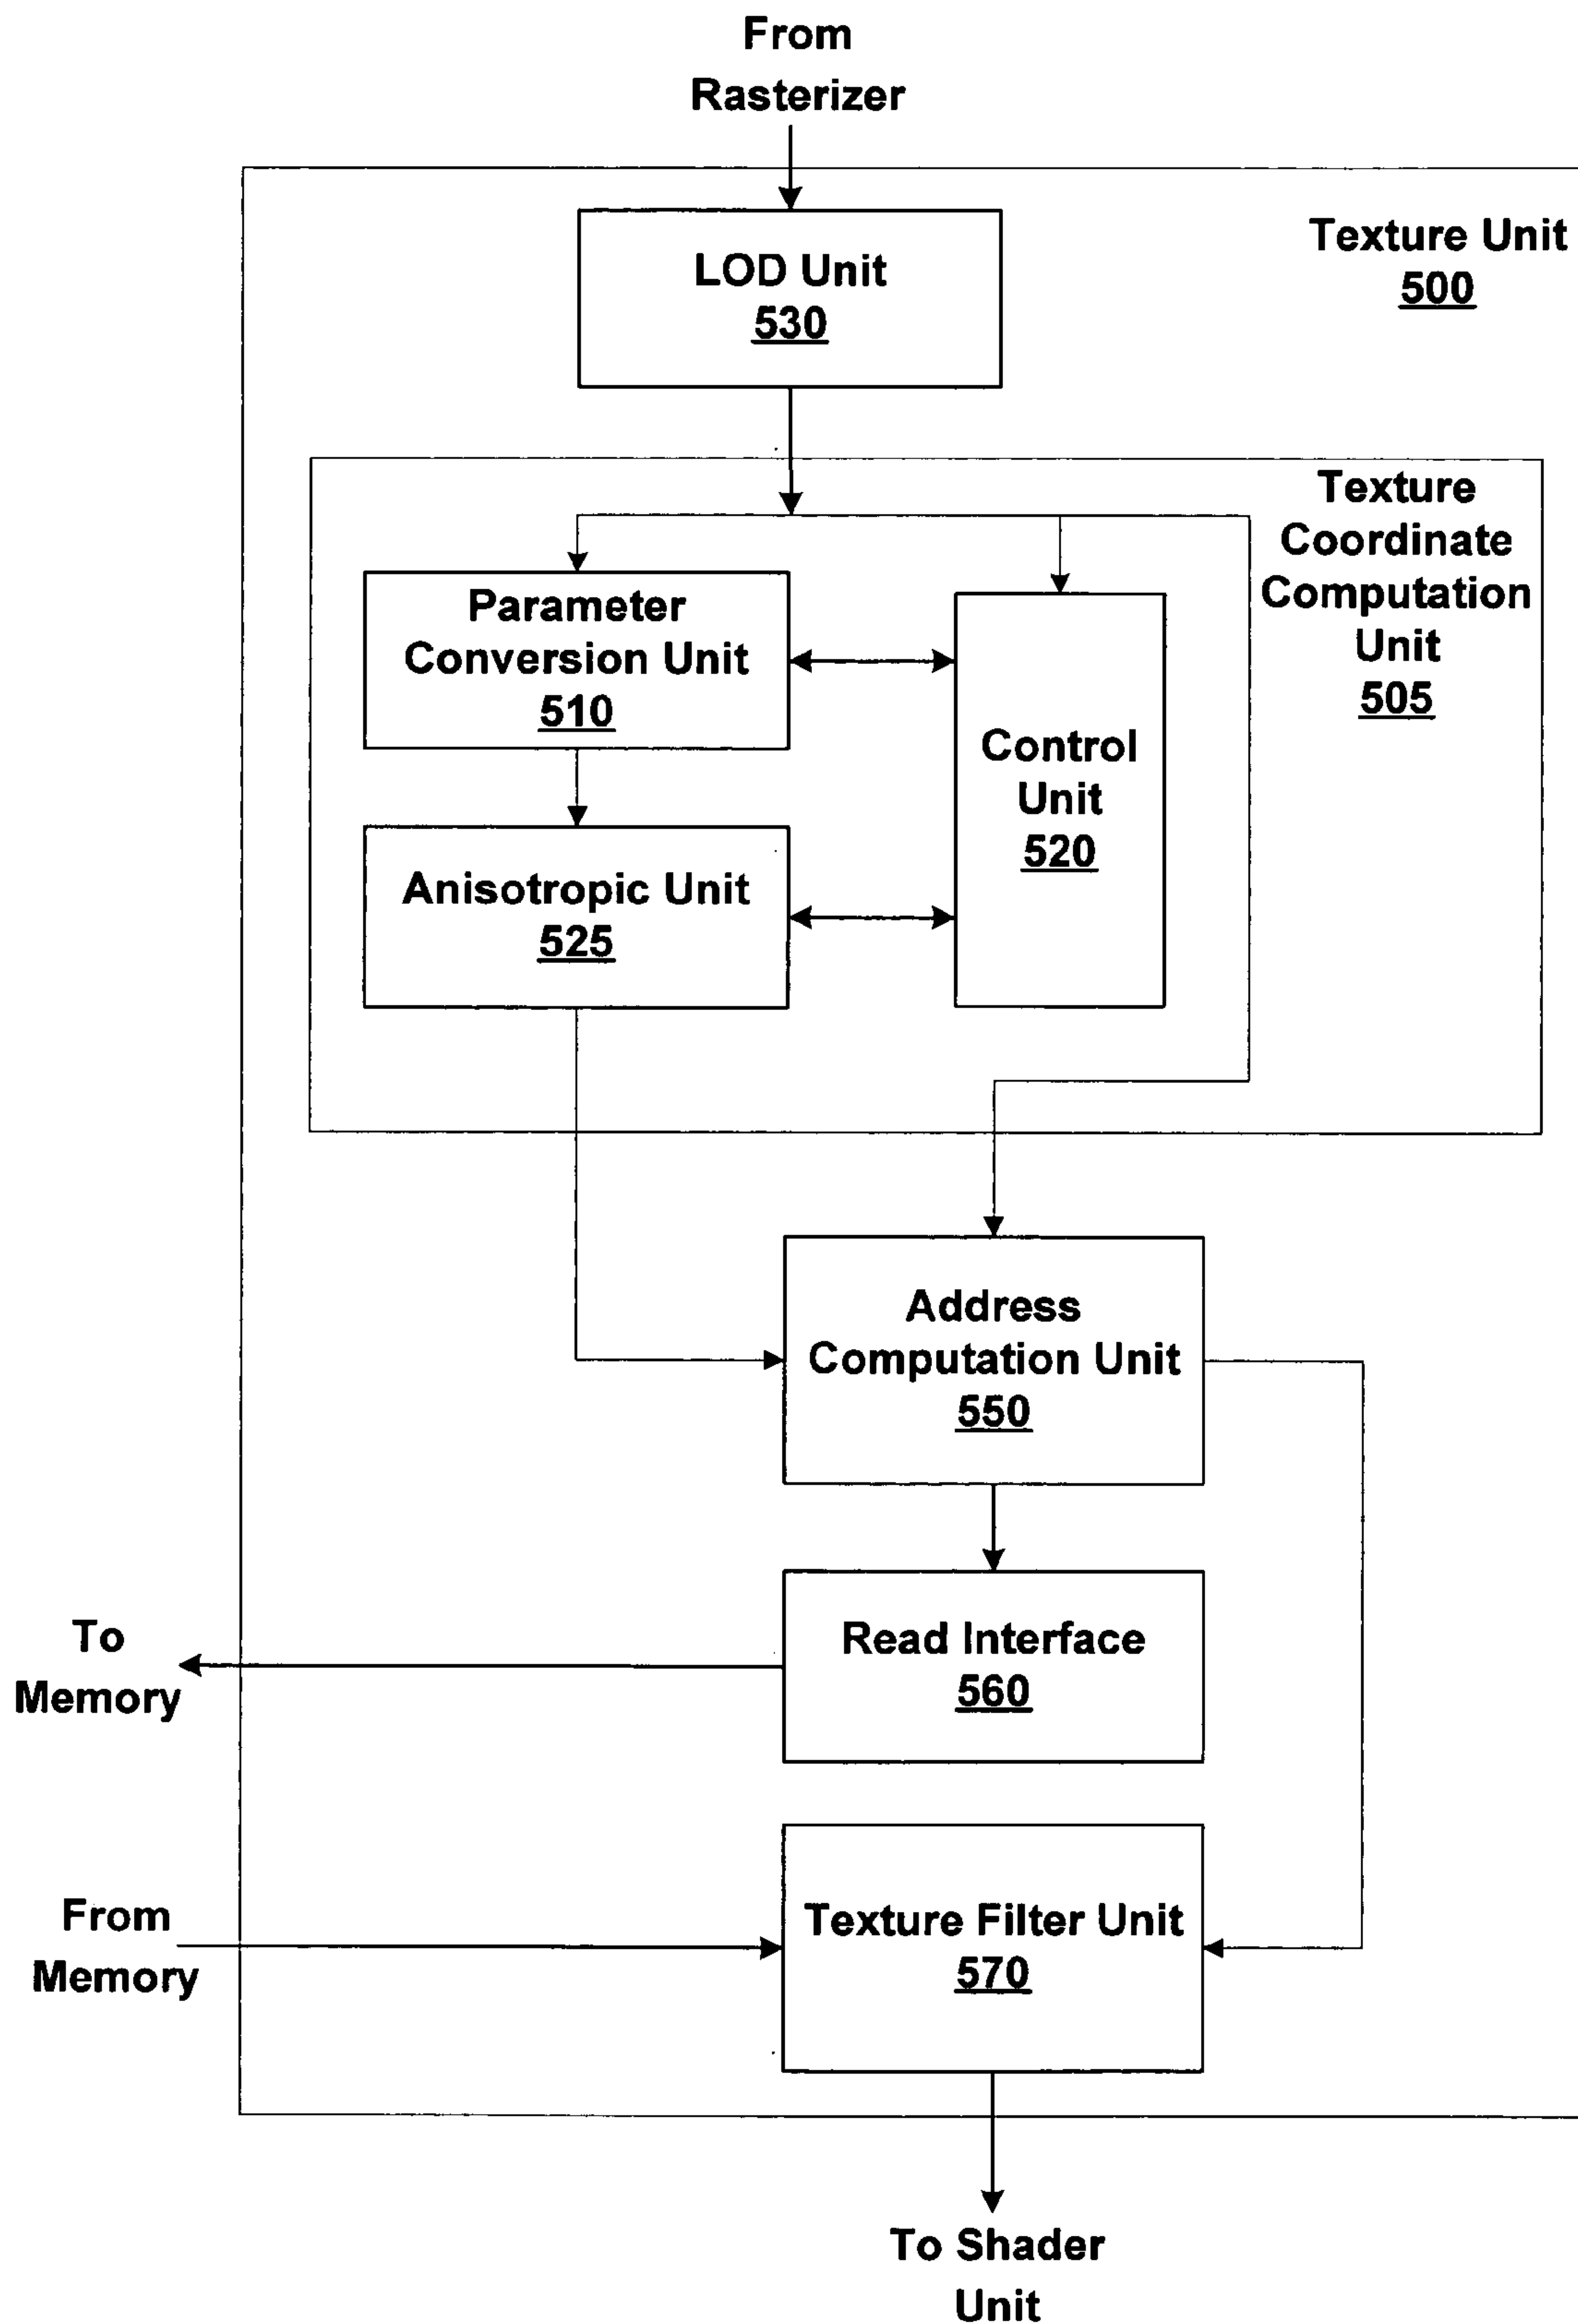 From
Rasterizer
LOD Unit
530
Texture Unit
500
Texture
Coordinate
Computation
Unit
505
Parameter
Conversion Unit
510
Control
Unit
520
Anisotropic Unit
525
Address
Computation Unit
550
Read Interface
560
To
Memory
Texture Filter Unit
570
From
Memory
To Shader
Unit